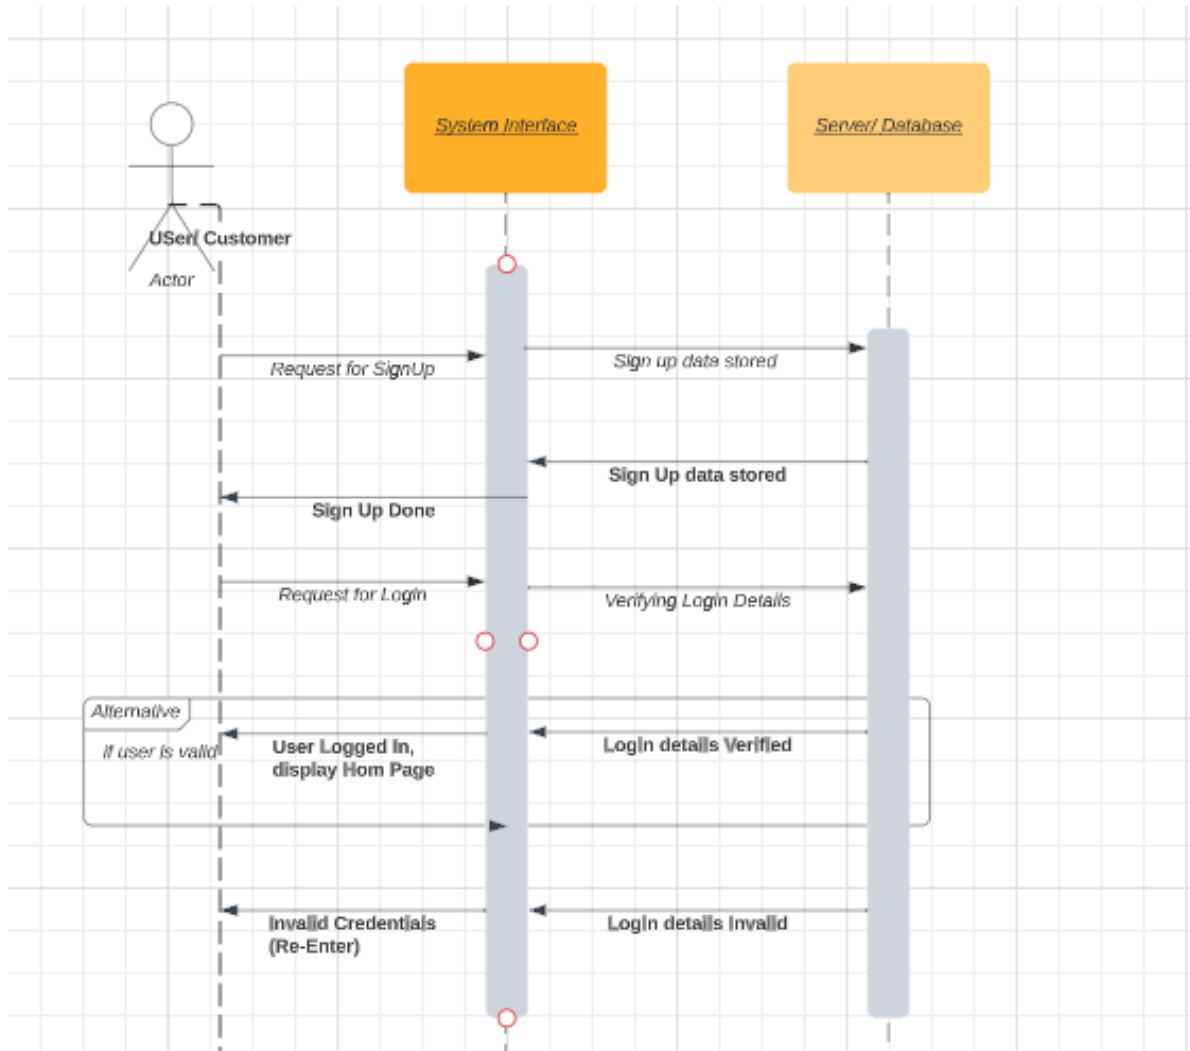 System Interface
Server/ Database
USer/ Customer
Actor
Request for SignUp
Sign up data stored
Sign Up data stored
Sign Up Done
Request for Login
Verifying Login Details
Alternative
If user is valid
User Logged In,
display Hom Page
Login details Verified
Invalid Credentials
(Re-Enter)
Login details Invalid